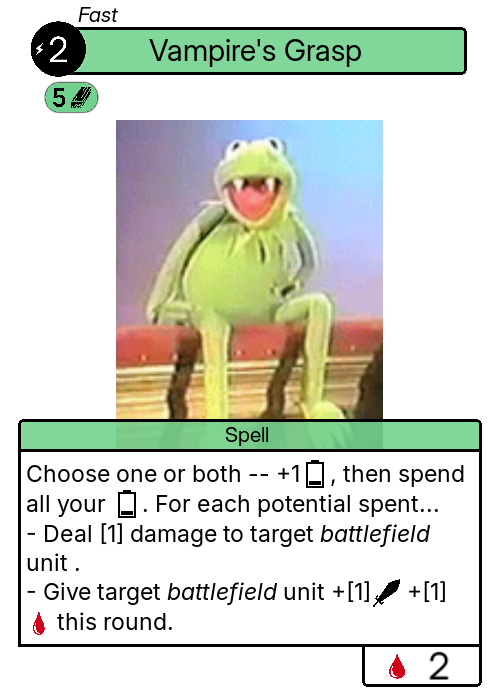 Fast
2
Vampire's Grasp
5
Spell
Choose one or both -- +1 , then spend
all your . For each potential spent...
- Deal [1] damage to target battlefield
unit .
- Give target battlefield unit +[1] +[1]
this round.
2